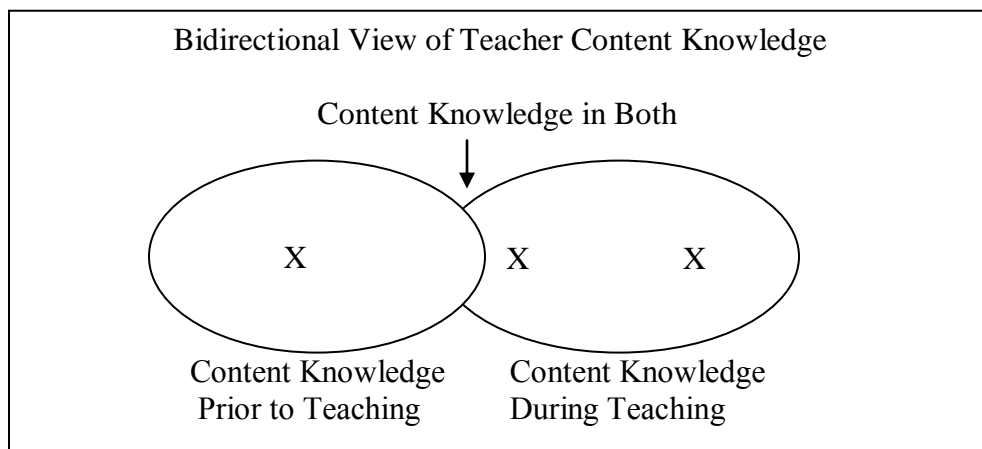 Bidirectional View of Teacher Content Knowledge
Content Knowledge in Both
X X X
Content Knowledge
Prior to Teaching
Content Knowledge
During Teaching